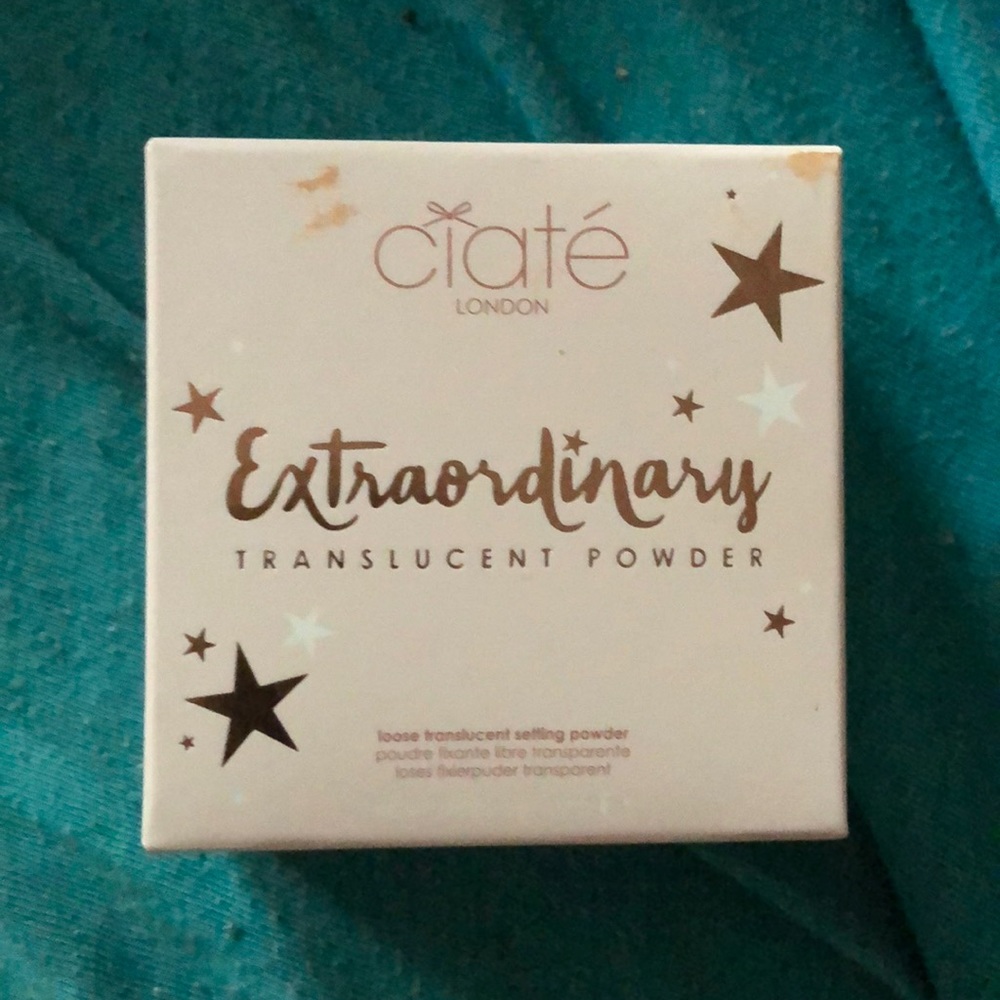 ciaté
LONDON
Extraordinary
TRANSLUCENT POWDER
loose translucent setting powder
poudre fixante libre transparente
loses fixierpuder transparent